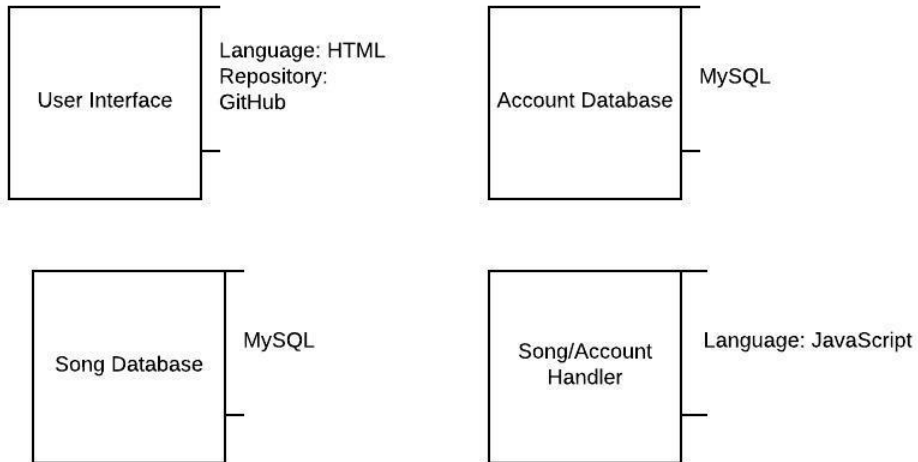 User Interface
Language: HTML
Repository:
GitHub
Account Database
MySQL
Song Database
MySQL
Song/Account
Handler
Language: JavaScript